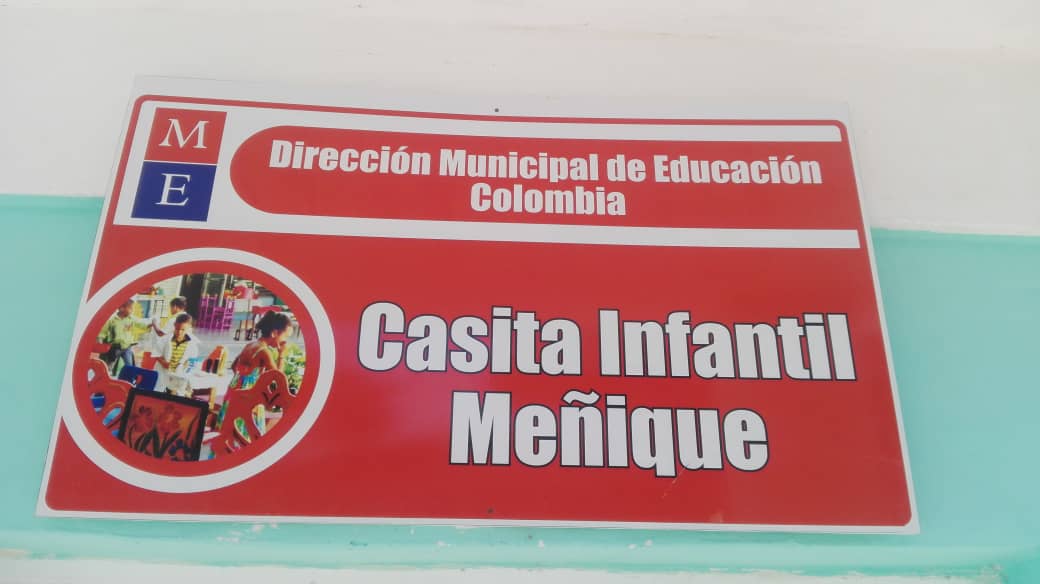 M
E
Dirección Municipal de Educación
Colombia
Casita Infantil
Meñique